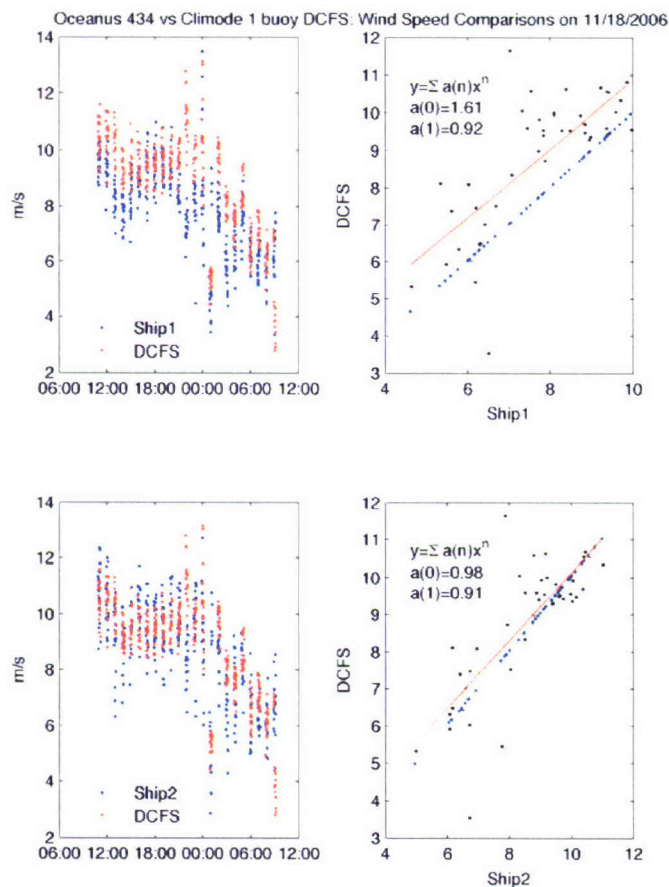 Oceanus 434 vs Climode 1 buoy DCFS: Wind Speed Comparisons on 11/18/2006
14
12
10
8
6
4
2
m/s
Ship1
DCFS
06:00 12:00 18:00 00:00 06:00 12:00
12
11
10
9
8
7
6
5
4
3
DCFS
y=Σ a(n)xⁿ
a(0)=1.61
a(1)=0.92
4 6 8 10
Ship1
14
12
10
8
6
4
2
m/s
Ship2
DCFS
06:00 12:00 18:00 00:00 06:00 12:00
12
11
10
9
8
7
6
5
4
3
DCFS
y=Σ a(n)xⁿ
a(0)=0.98
a(1)=0.91
4 6 8 10 12
Ship2